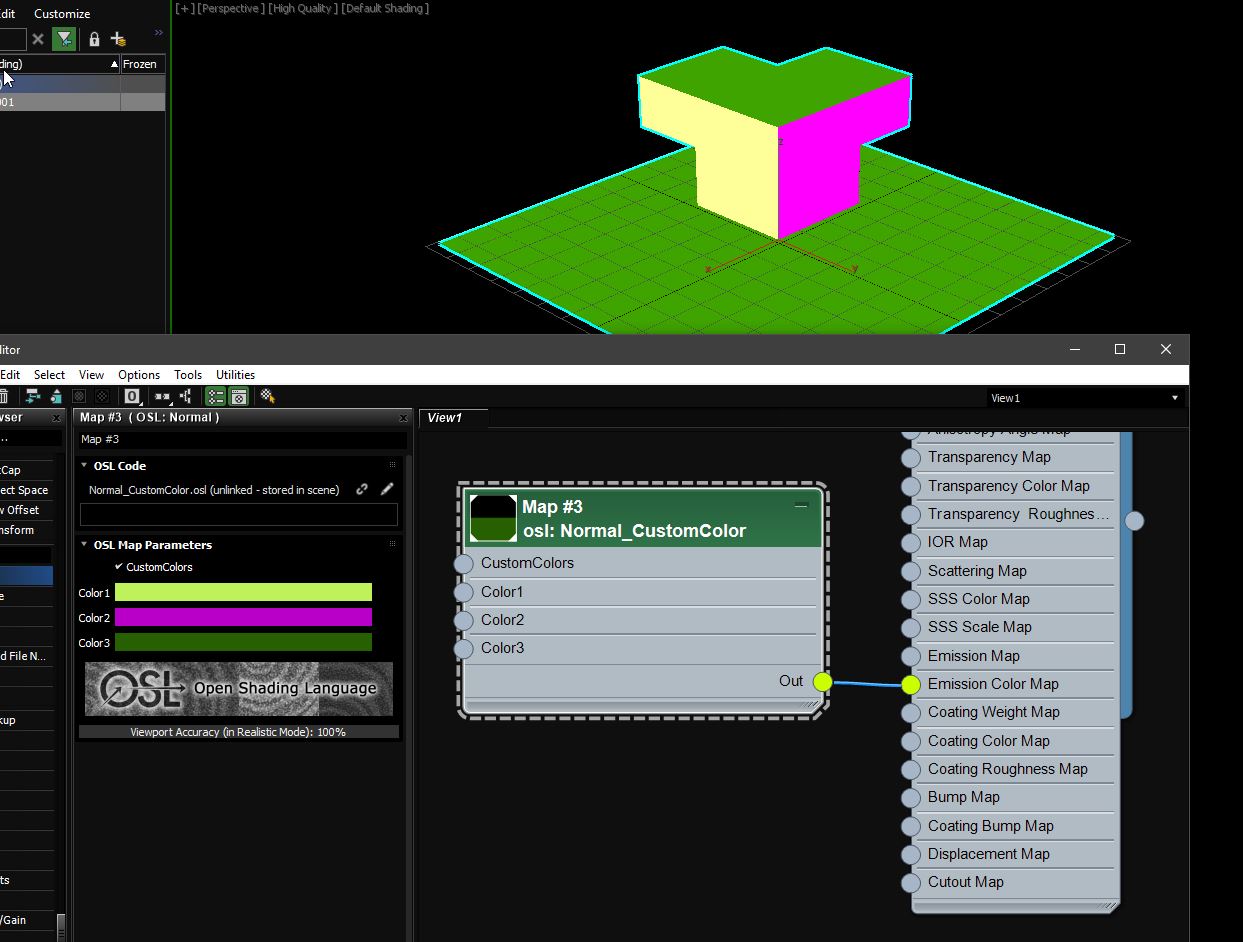 dit Customize
[+] [Perspective ] [High Quality ] [Default Shading ]
ding) Frozen
001
z
x y
ditor
Edit Select View Options Tools Utilities
View1
wser
Map #3 ( OSL: Normal )
View1
...
Map #3
OSL Code
Normal_CustomColor.osl (unlinked - stored in scene)
OSL Map Parameters
CustomColors
Color1
Color2
Color3
OSL Open Shading Language
Viewport Accuracy (in Realistic Mode): 100%
tCap
ect Space
w Offset
nsform
e
d File N...
kup
ts
/Gain
Map #3
osl: Normal_CustomColor
CustomColors
Color1
Color2
Color3
Out
Anisotropy Angle Map
Transparency Map
Transparency Color Map
Transparency Roughnes...
IOR Map
Scattering Map
SSS Color Map
SSS Scale Map
Emission Map
Emission Color Map
Coating Weight Map
Coating Color Map
Coating Roughness Map
Bump Map
Coating Bump Map
Displacement Map
Cutout Map